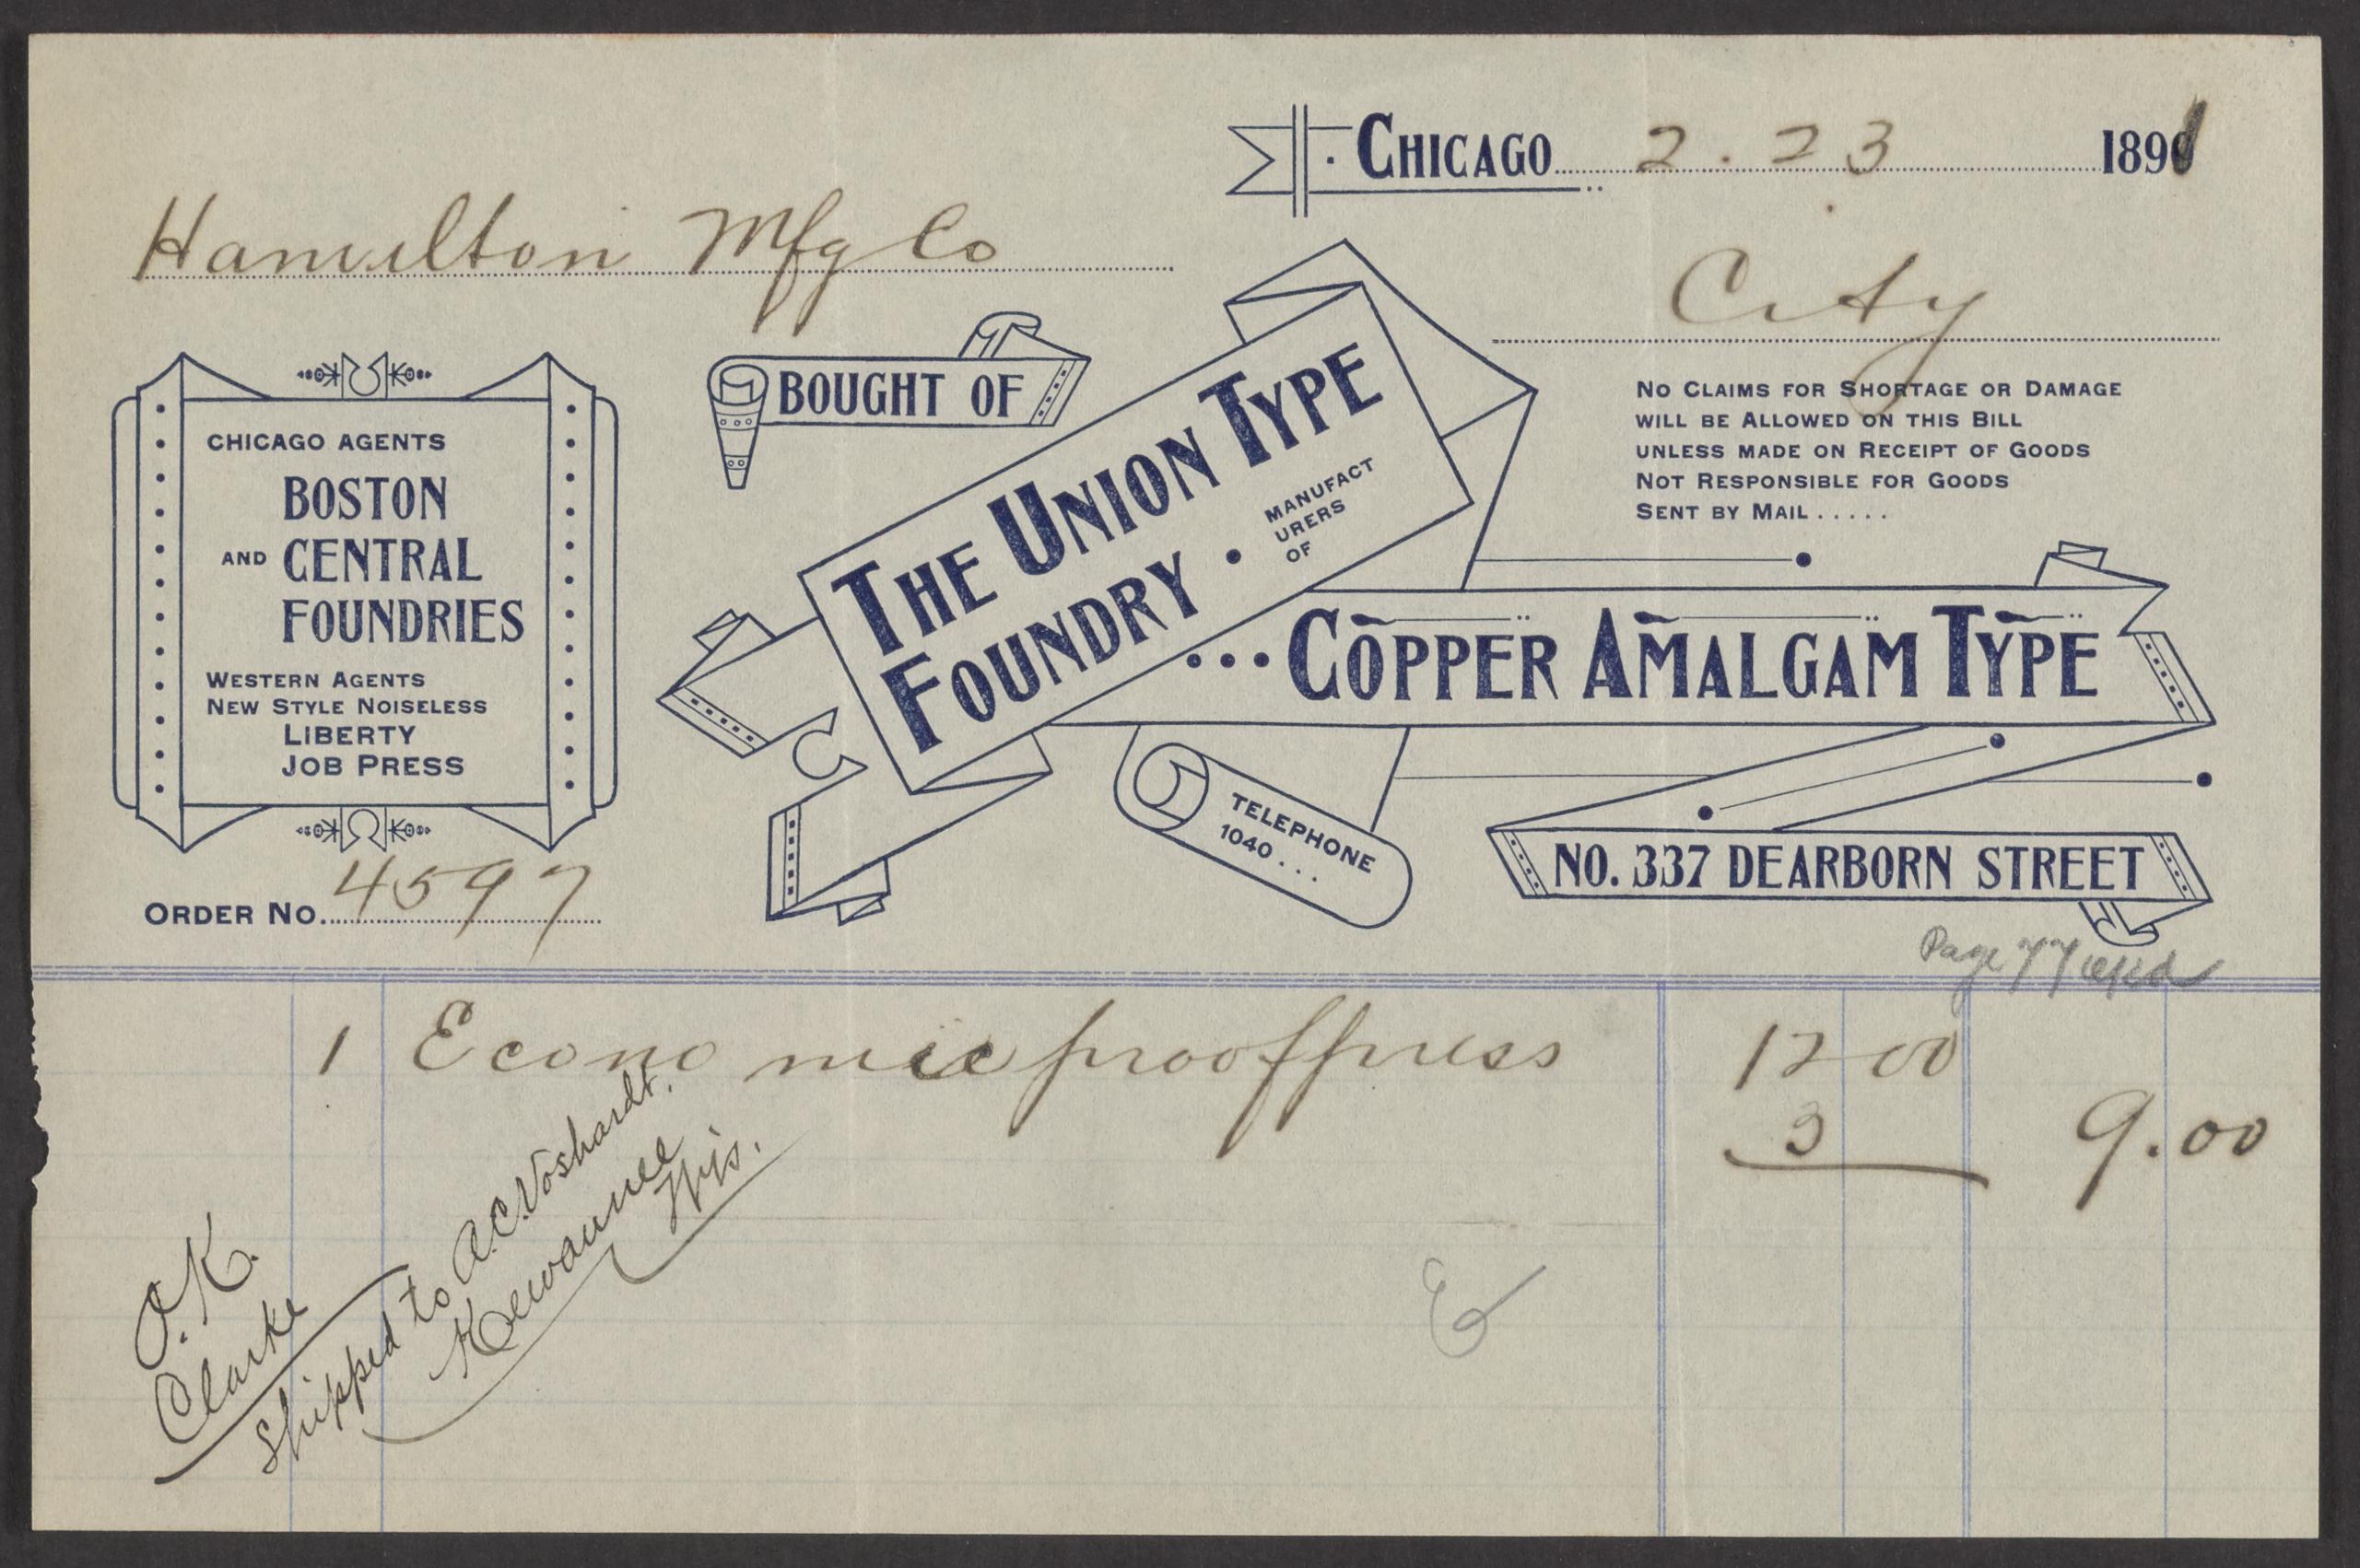 CHICAGO 2.23 1891
Hamilton Mfg Co
City
BOUGHT OF
THE UNION TYPE
FOUNDRY •
MANUFACT
URERS
OF
... COPPER AMALGAM TYPE
NO CLAIMS FOR SHORTAGE OR DAMAGE
WILL BE ALLOWED ON THIS BILL
UNLESS MADE ON RECEIPT OF GOODS
NOT RESPONSIBLE FOR GOODS
SENT BY MAIL.....
CHICAGO AGENTS
BOSTON
AND CENTRAL
FOUNDRIES
WESTERN AGENTS
NEW STYLE NOISELESS
LIBERTY
JOB PRESS
TELEPHONE
1040...
NO. 337 DEARBORN STREET
ORDER NO. 4597
Page 77
1 Economic proof press 12 00
3 9.00
O.K.
Clarke
Shipped to A.C. Voshardt.
Kewaunee
Wis.